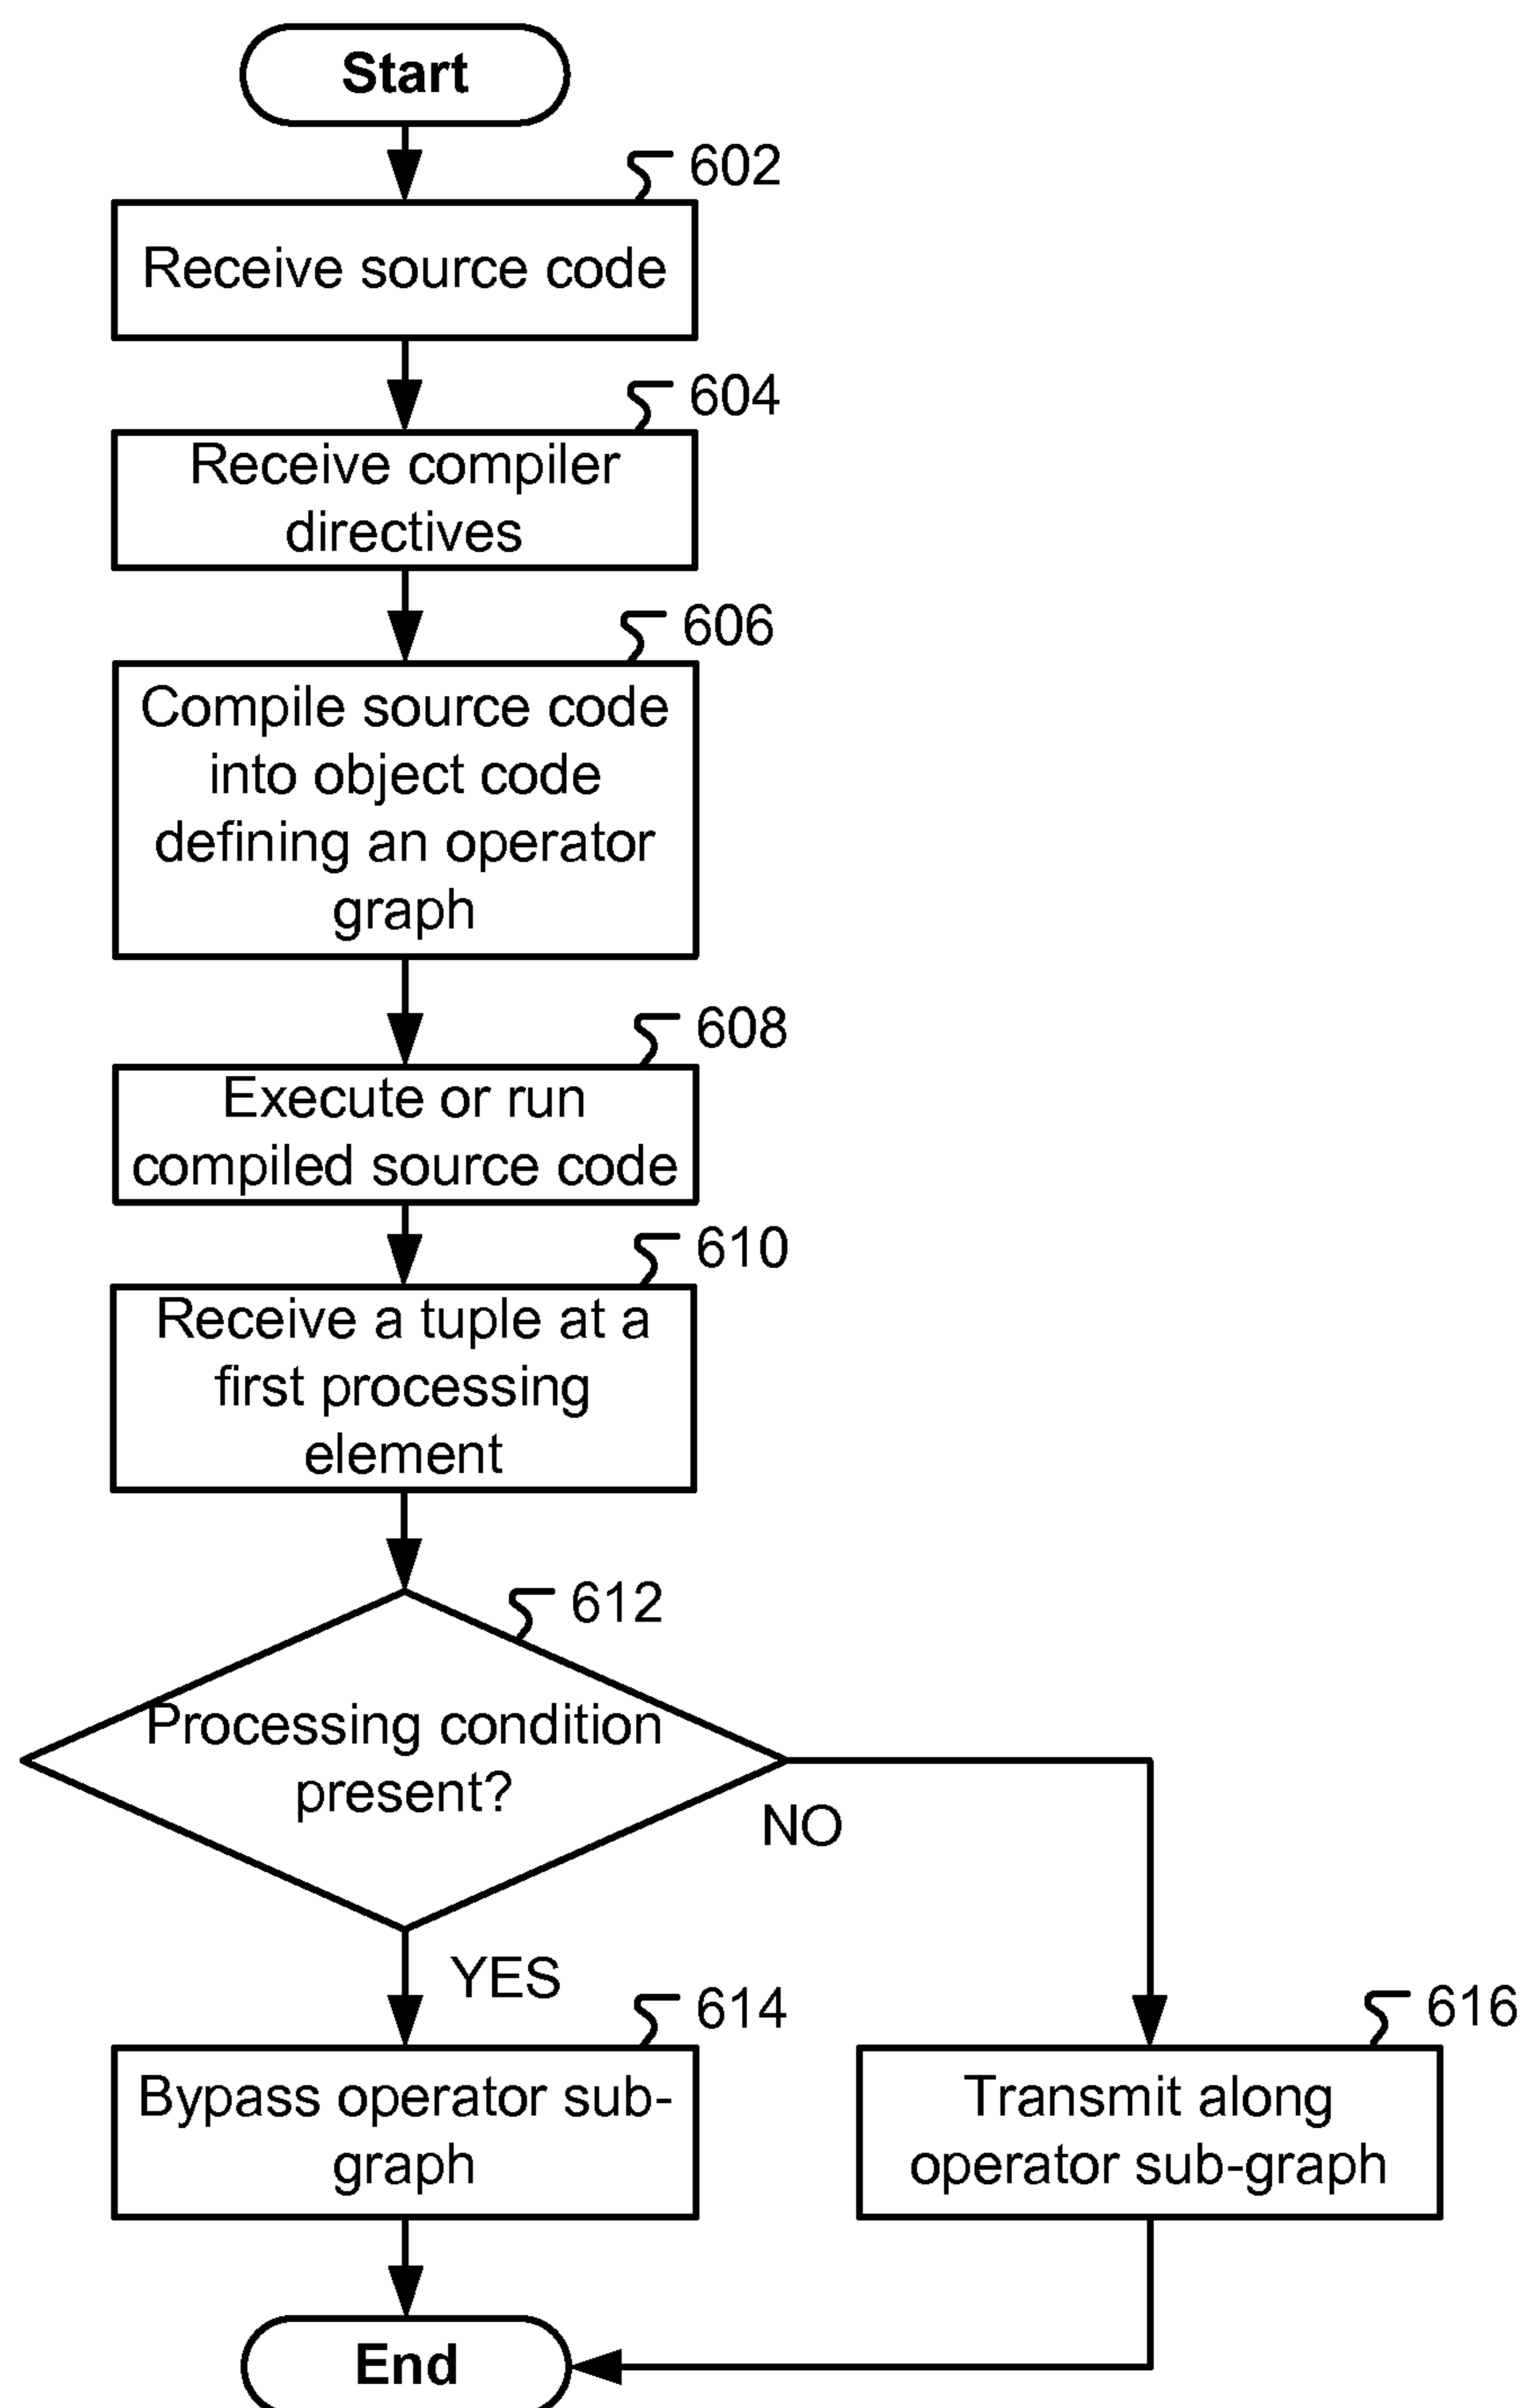 Start
602
Receive source code
604
Receive compiler
directives
606
Compile source code
into object code
defining an operator
graph
608
Execute or run
compiled source code
610
Receive a tuple at a
first processing
element
612
Processing condition
present?
NO
YES
614
Bypass operator sub-
graph
616
Transmit along
operator sub-graph
End